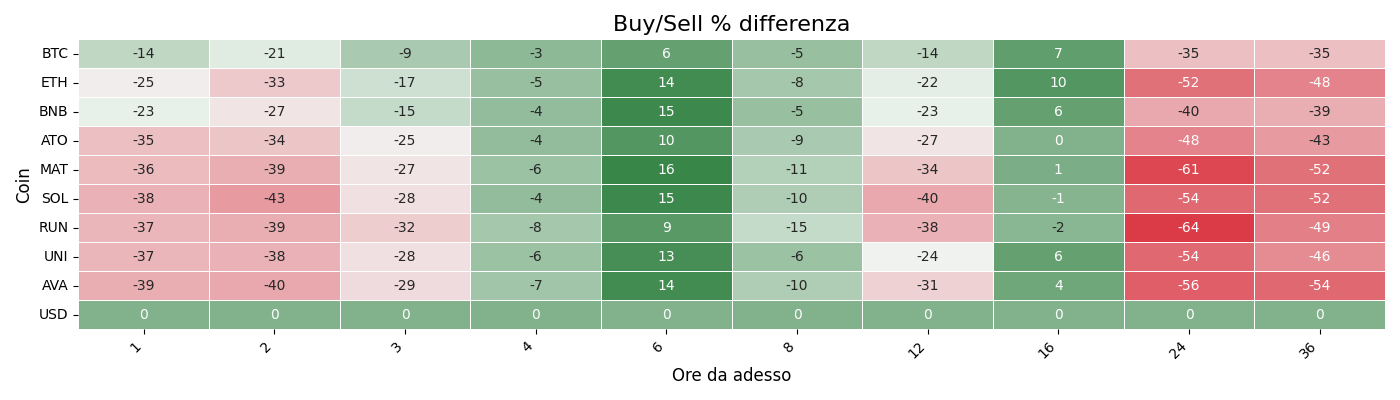 Buy/Sell % differenza
Coin
BTC -14 -21 -9 -3 6 -5 -14 7 -35 -35
ETH -25 -33 -17 -5 14 -8 -22 10 -52 -48
BNB -23 -27 -15 -4 15 -5 -23 6 -40 -39
ATO -35 -34 -25 -4 10 -9 -27 0 -48 -43
MAT -36 -39 -27 -6 16 -11 -34 1 -61 -52
SOL -38 -43 -28 -4 15 -10 -40 -1 -54 -52
RUN -37 -39 -32 -8 9 -15 -38 -2 -64 -49
UNI -37 -38 -28 -6 13 -6 -24 6 -54 -46
AVA -39 -40 -29 -7 14 -10 -31 4 -56 -54
USD 0 0 0 0 0 0 0 0 0 0
1 2 3 4 6 8 12 16 24 36
Ore da adesso